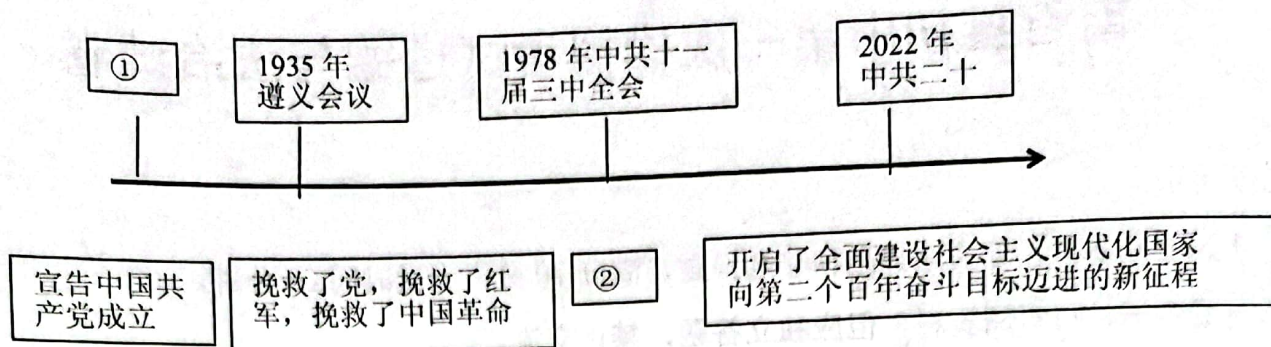 ①
1935 年
遵义会议
1978 年中共十一
届三中全会
2022 年
中共二十
宣告中国共
产党成立
挽救了党，挽救了红
军，挽救了中国革命
②
开启了全面建设社会主义现代化国家
向第二个百年奋斗目标迈进的新征程